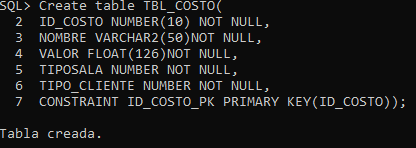 SQL> Create table TBL_COSTO(
2 ID_COSTO NUMBER(10) NOT NULL,
3 NOMBRE VARCHAR2(50)NOT NULL,
4 VALOR FLOAT(126)NOT NULL,
5 TIPOSALA NUMBER NOT NULL,
6 TIPO_CLIENTE NUMBER NOT NULL,
7 CONSTRAINT ID_COSTO_PK PRIMARY KEY(ID_COSTO));
Tabla creada.